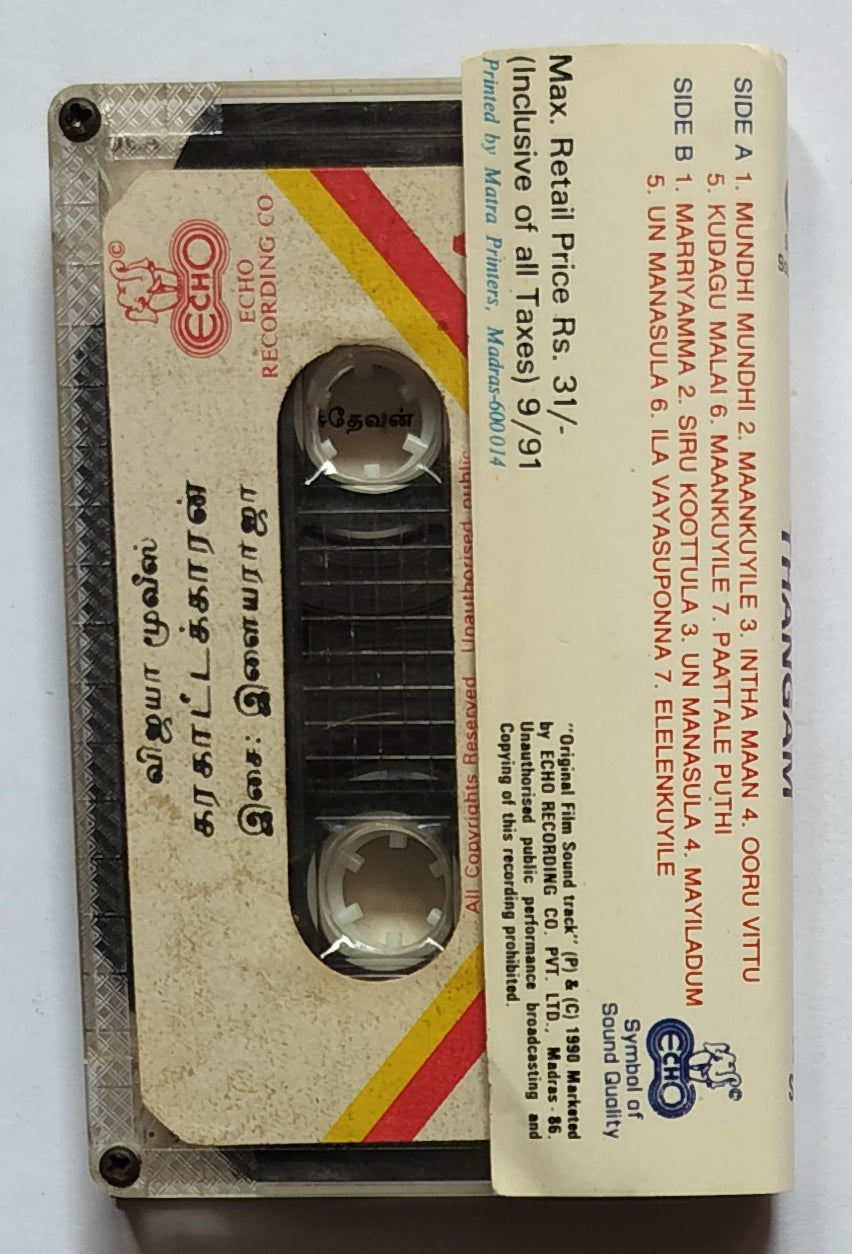 SIDE A 1. MUNDHI MUNDHI 2. MAANKUYILE 3. INTHA MAAN 4. OORU VITTU
5. KUDAGU MALAI 6. MAANKUYILE 7. PAATTALE PUTHI
SIDE B 1. MARRIYAMMA 2. SIRU KOOTTULA 3. UN MANASULA 4. MAYILADUM
5. UN MANASULA 6. ILA VAYASUPONNA 7. ELELENKUYILE
ECHO
Symbol of
Sound Quality
Max. Retail Price Rs. 31/-
(Inclusive of all Taxes) 9/91
Printed by Matra Printers, Madras-600014
"Original Film Sound track" (P) & (C) 1990 Marketed
by ECHO RECORDING CO. PVT. LTD., Madras - 86.
Unauthorised public performance broadcasting and
Copying of this recording prohibited.
THANGAM
ECHO
ECHO
RECORDING CO
விஜயா மூவிஸ்
கரகாட்டக்காரன்
இசை : இளையராஜா
தேவன்
All Copyrights Reserved Unauthorised public